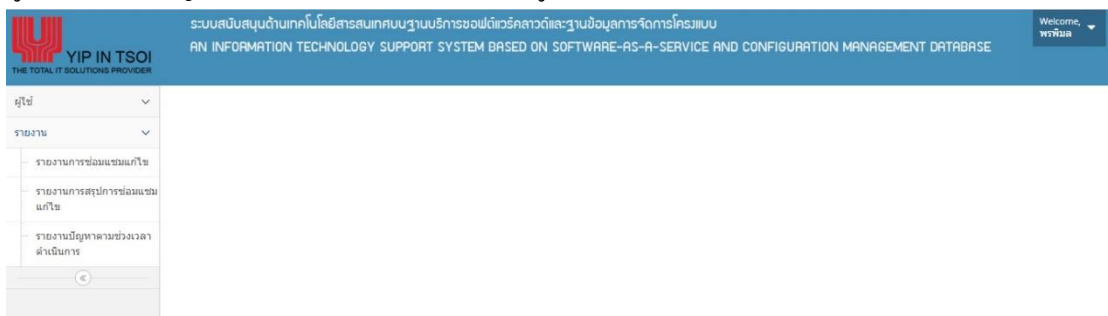 ระบบสนับสนุนด้านเทคโนโลยีสารสนเทศบนฐานบริการซอฟต์แวร์คลาวด์และฐานข้อมูลการจัดการโครงแบบ
AN INFORMATION TECHNOLOGY SUPPORT SYSTEM BASED ON SOFTWARE-AS-A-SERVICE AND CONFIGURATION MANAGEMENT DATABASE
Welcome,
พรพิมล
YIP IN TSOI
THE TOTAL IT SOLUTIONS PROVIDER
ผู้ใช้
รายงาน
รายงานการซ่อมแซมแก้ไข
รายงานการสรุปการซ่อมแซม
แก้ไข
รายงานปัญหาตามช่วงเวลา
ดำเนินการ